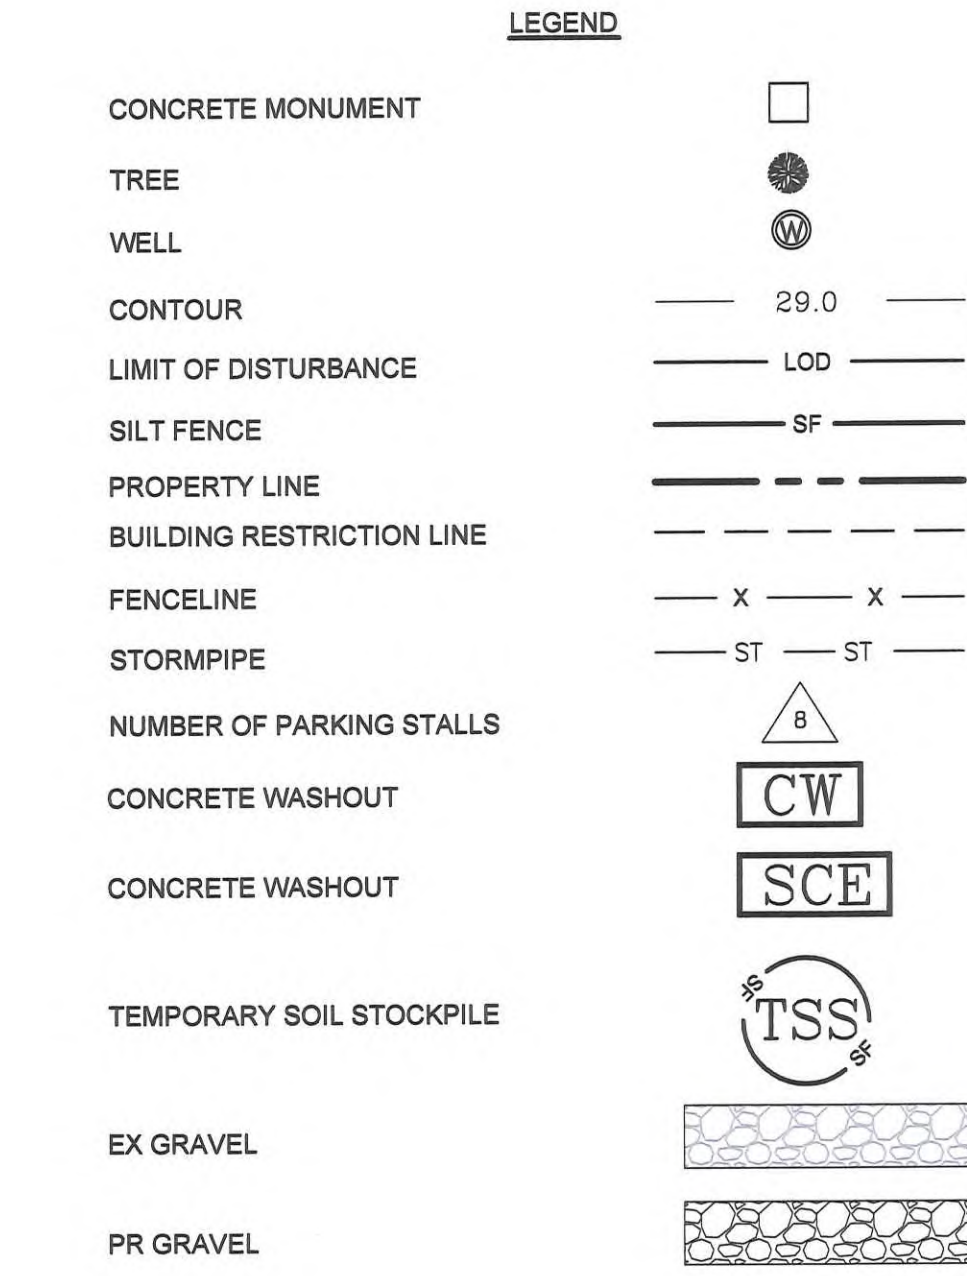 LEGEND
CONCRETE MONUMENT
TREE
WELL W
CONTOUR 29.0
LIMIT OF DISTURBANCE LOD
SILT FENCE SF
PROPERTY LINE
BUILDING RESTRICTION LINE
FENCELINE X X
STORMPIPE ST ST
NUMBER OF PARKING STALLS 8
CONCRETE WASHOUT CW
CONCRETE WASHOUT SCE
TEMPORARY SOIL STOCKPILE SF TSS SF
EX GRAVEL
PR GRAVEL